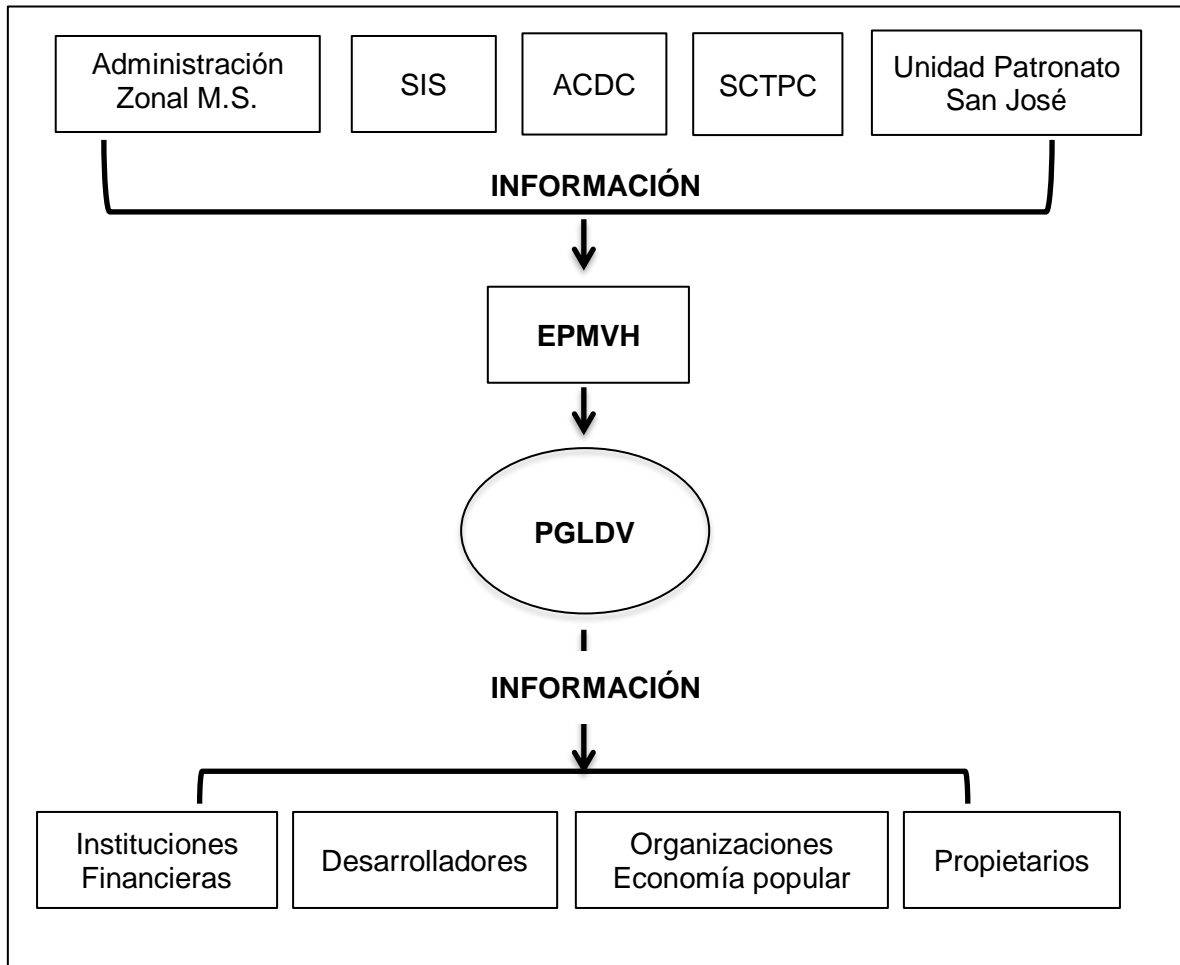 Administración
Zonal M.S.
SIS
ACDC
SCTPC
Unidad Patronato
San José
INFORMACIÓN
EPMVH
PGLDV
INFORMACIÓN
Instituciones
Financieras
Desarrolladores
Organizaciones
Economía popular
Propietarios